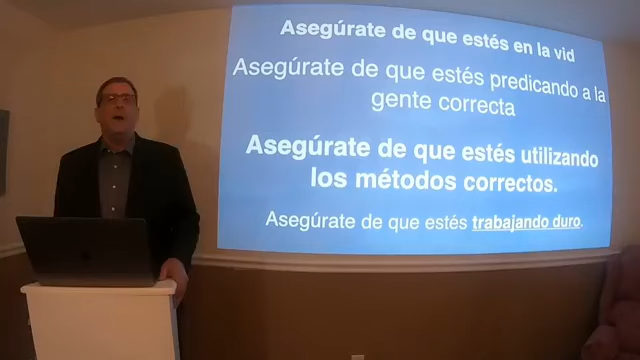 Asegúrate de que estés en la vid
Asegúrate de que estés predicando a la
gente correcta
Asegúrate de que estés utilizando
los métodos correctos.
Asegúrate de que estés trabajando duro.